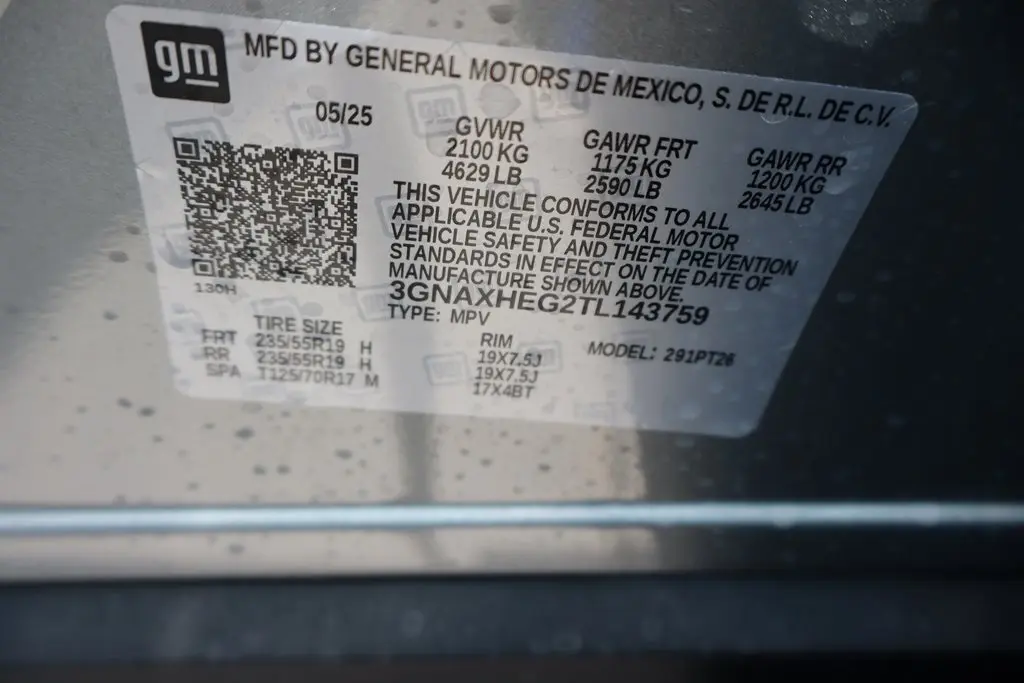 gm
MFD BY GENERAL MOTORS DE MEXICO, S. DE R.L. DE C.V.
05/25
GVWR GAWR FRT GAWR RR
2100 KG 1175 KG 1200 KG
4629 LB 2590 LB 2645 LB
THIS VEHICLE CONFORMS TO ALL
APPLICABLE U.S. FEDERAL MOTOR
VEHICLE SAFETY AND THEFT PREVENTION
STANDARDS IN EFFECT ON THE DATE OF
MANUFACTURE SHOWN ABOVE.
130H
3GNAXHEG2TL143759
TYPE: MPV
TIRE SIZE RIM MODEL: 291PT26
FRT 235/55R19 H 19X7.5J
RR 235/55R19 H 19X7.5J
SPA T125/70R17 M 17X4BT